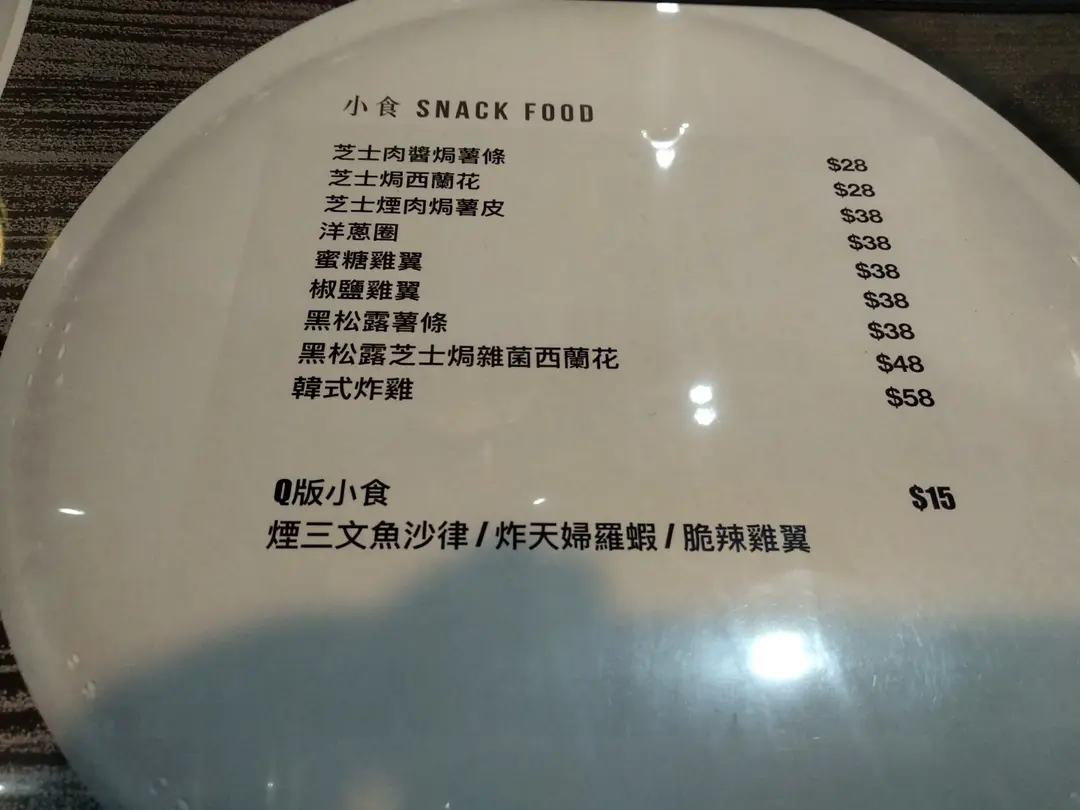 小食 SNACK FOOD
芝士肉醬焗薯條 $28
芝士焗西蘭花 $28
芝士煙肉焗薯皮 $38
洋蔥圈 $38
蜜糖雞翼 $38
椒鹽雞翼 $38
黑松露薯條 $38
黑松露芝士焗雜菌西蘭花 $48
韓式炸雞 $58
Q版小食 $15
煙三文魚沙律 / 炸天婦羅蝦 / 脆辣雞翼